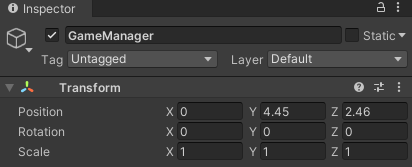 Inspector
GameManager Static
Tag Untagged Layer Default
Transform
Position X 0 Y 4.45 Z 2.46
Rotation X 0 Y 0 Z 0
Scale X 1 Y 1 Z 1